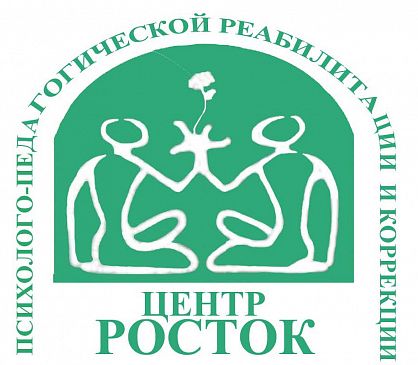 ПСИХОЛОГО-ПЕДАГОГИЧЕСКОЙ РЕАБИЛИТАЦИИ И КОРРЕКЦИИ
ЦЕНТР
РОСТОК